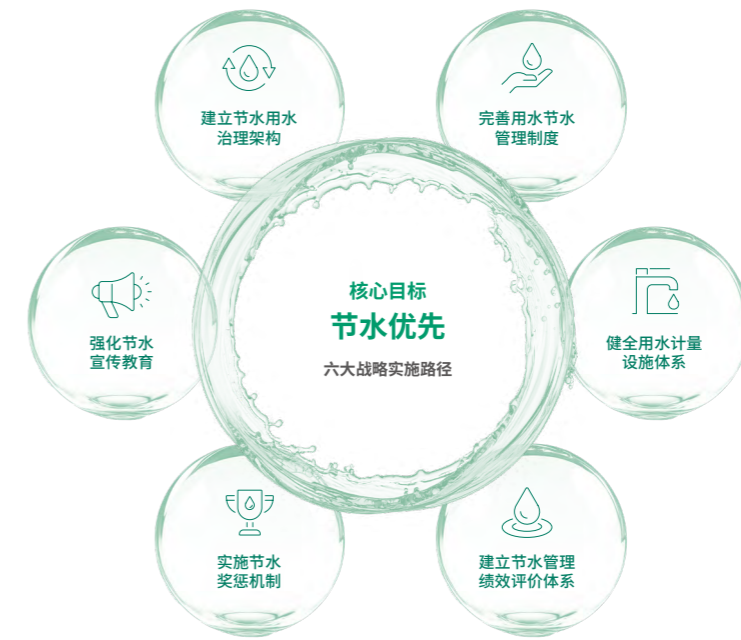 建立节水用水
治理架构
完善用水节水
管理制度
强化节水
宣传教育
核心目标
节水优先
六大战略实施路径
健全用水计量
设施体系
实施节水
奖惩机制
建立节水管理
绩效评价体系